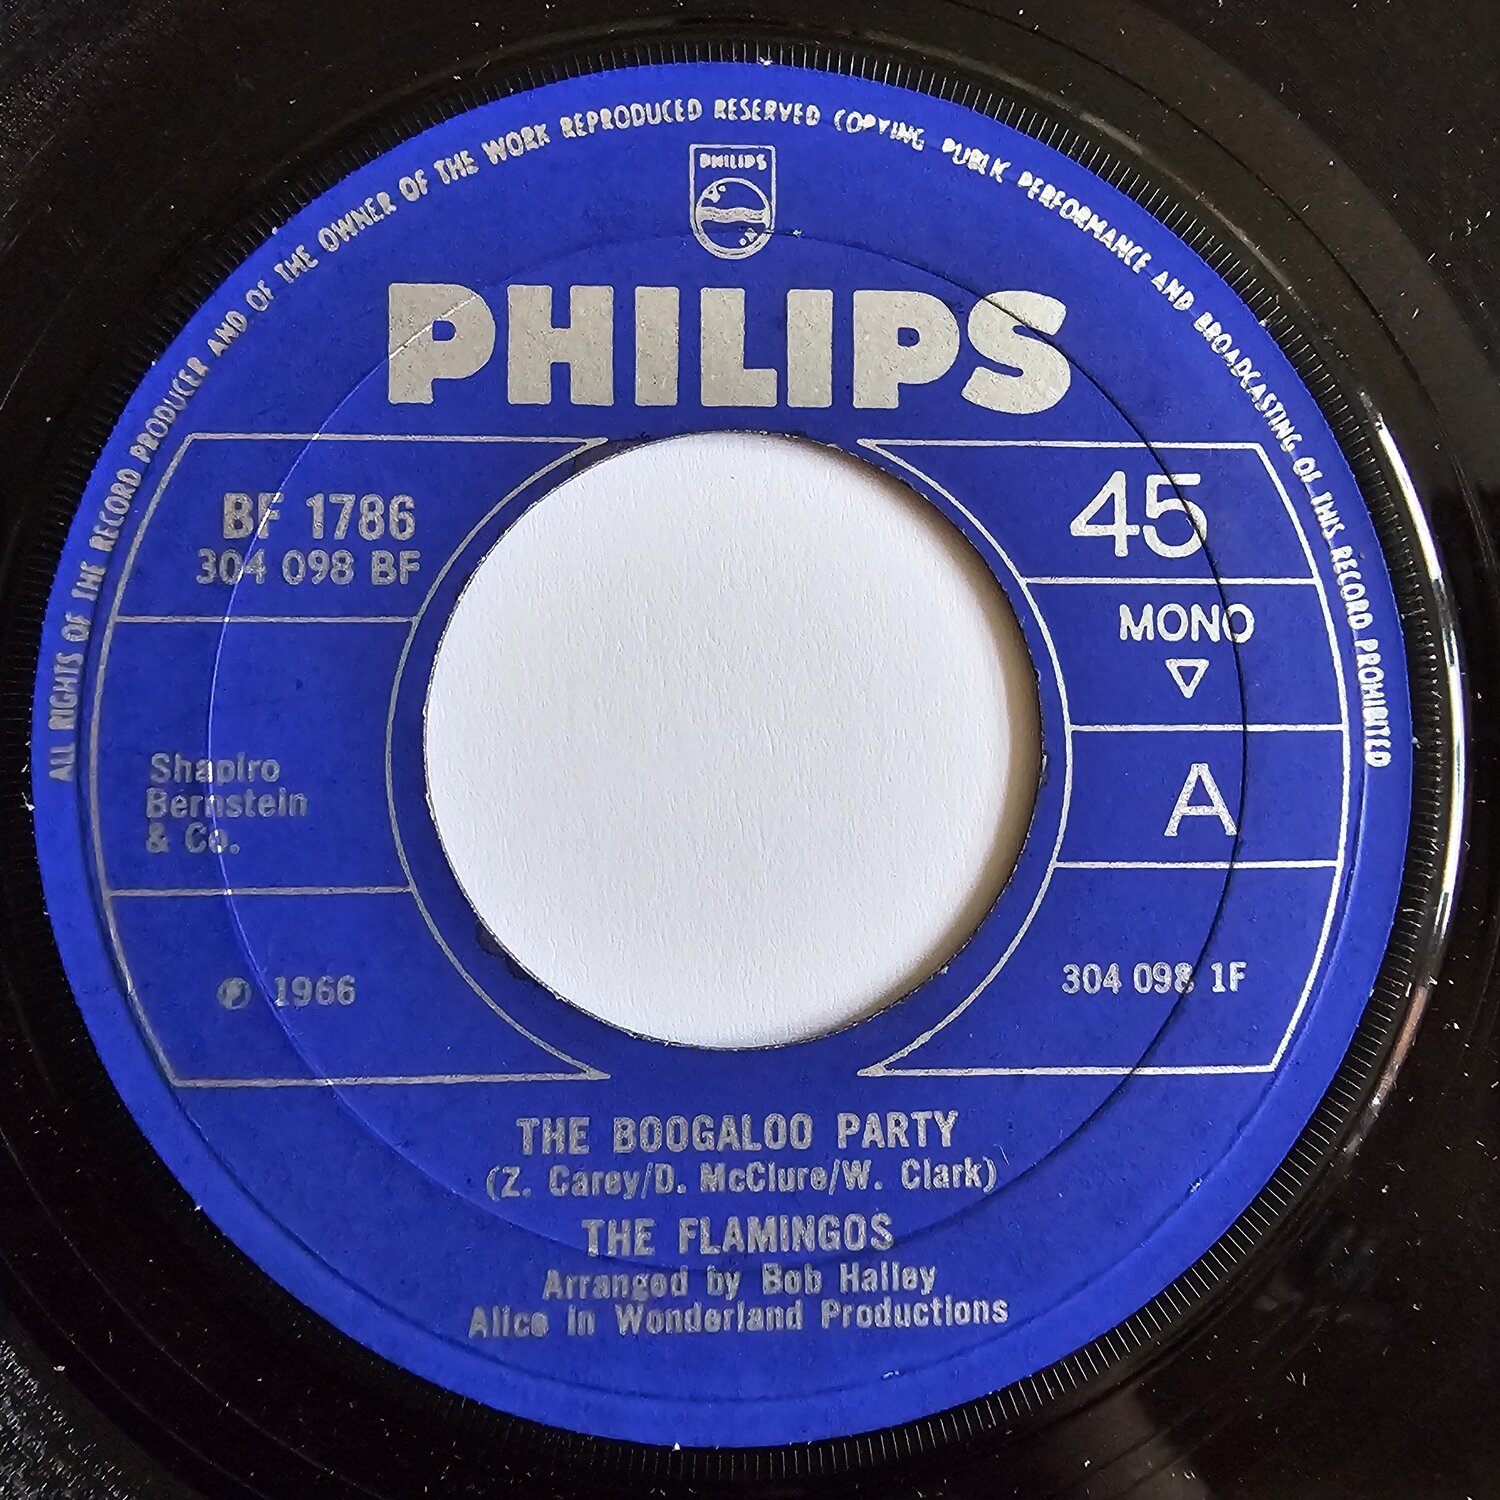 ALL RIGHTS OF THE RECORD PRODUCER AND OF THE OWNER OF THE WORK REPRODUCED RESERVED COPYING PUBLIC PERFORMANCE AND BROADCASTING OF THIS RECORD PROHIBITED
PHILIPS
PHILIPS
BF 1786
304 098 BF
45
MONO
Shapiro
Bernstein
& Co.
A
℗ 1966
304 098 1F
THE BOOGALOO PARTY
(Z. Carey/D. McClure/W. Clark)
THE FLAMINGOS
Arranged by Bob Halley
Alice in Wonderland Productions